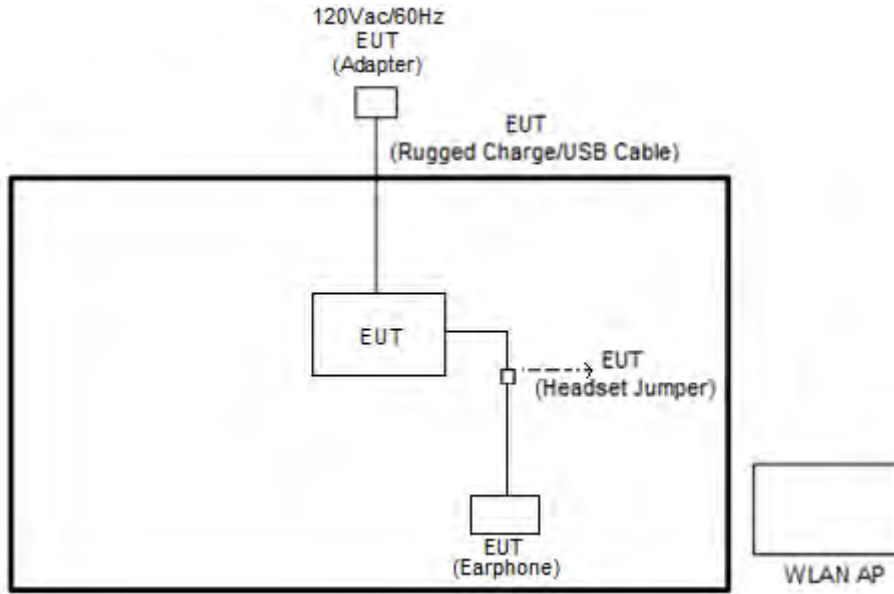 120Vac/60Hz
EUT
(Adapter)
EUT
(Rugged Charge/USB Cable)
EUT
EUT
(Headset Jumper)
EUT
(Earphone)
WLAN AP